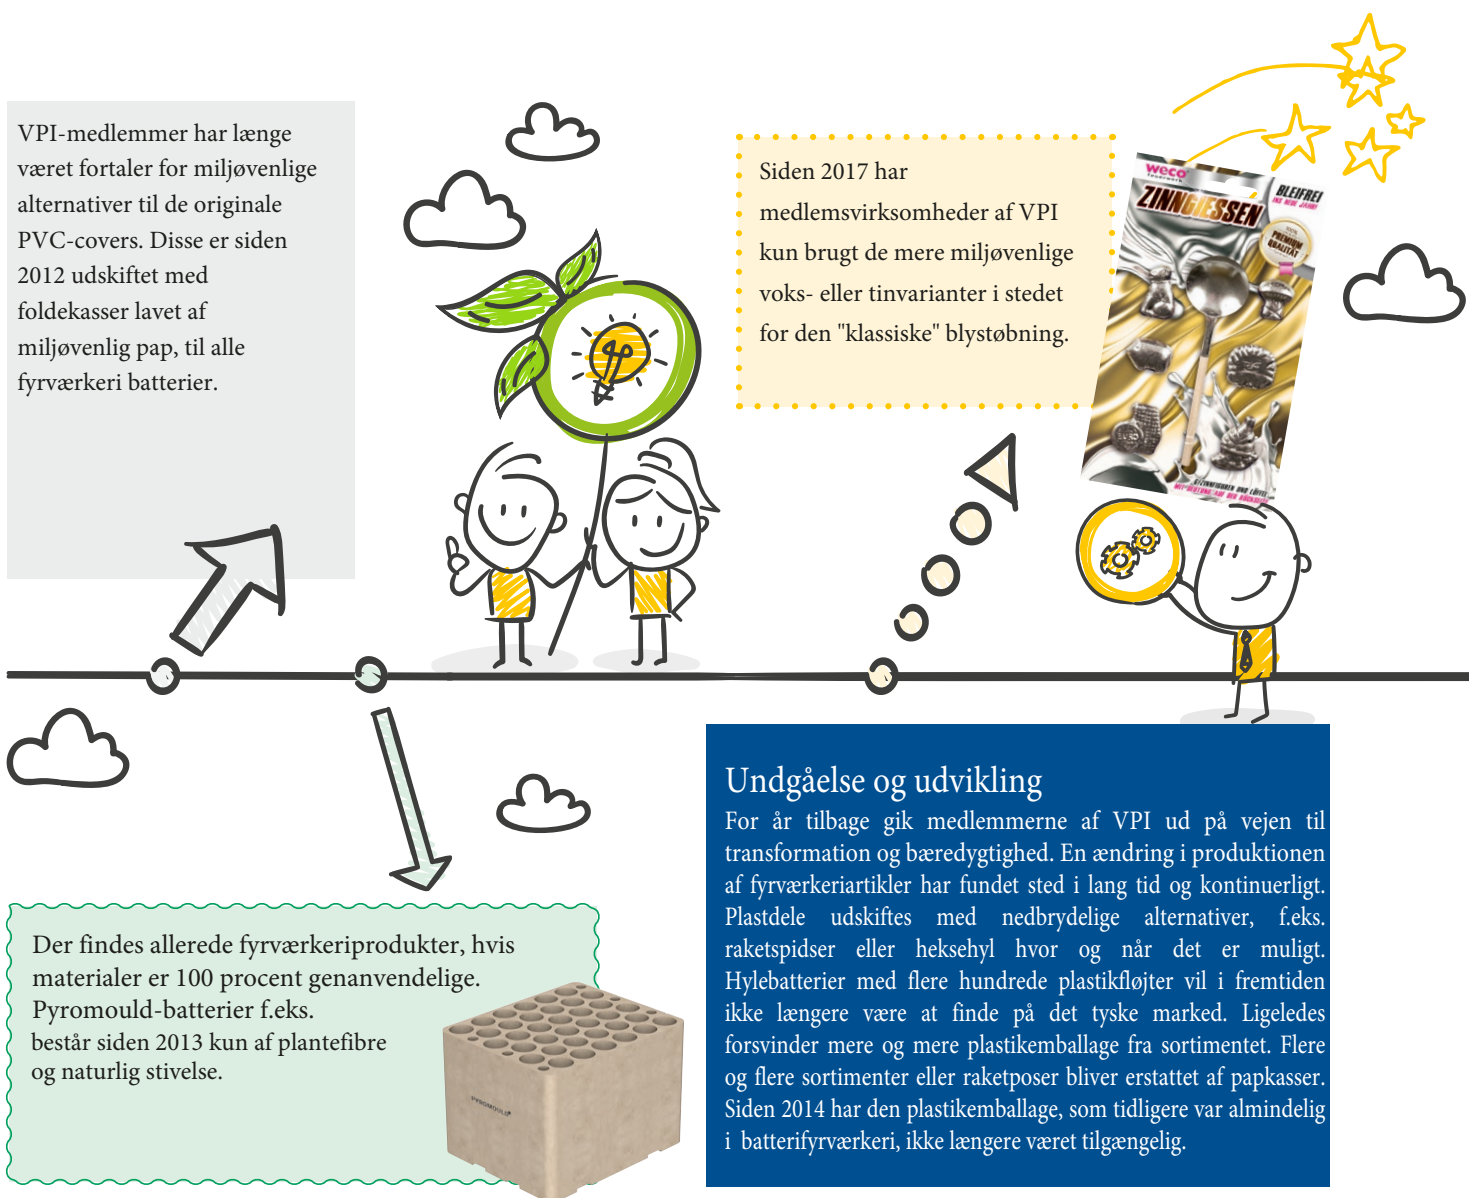 VPI-medlemmer har længe
været fortaler for miljøvenlige
alternativer til de originale
PVC-covers. Disse er siden
2012 udskiftet med
foldekasser lavet af
miljøvenlig pap, til alle
fyrværkeri batterier.
Siden 2017 har
medlemsvirksomheder af VPI
kun brugt de mere miljøvenlige
voks- eller tinvarianter i stedet
for den "klassiske" blystøbning.
weco
feuerwerk
BLEIFREI
INS NEUE JAHR!
ZINNGIESSEN
100%
PREMIUM
QUALITÄT
Der findes allerede fyrværkeriprodukter, hvis
materialer er 100 procent genanvendelige.
Pyromould-batterier f.eks.
består siden 2013 kun af plantefibre
og naturlig stivelse.
PYROMOULD
Undgåelse og udvikling
For år tilbage gik medlemmerne af VPI ud på vejen til
transformation og bæredygtighed. En ændring i produktionen
af fyrværkeriartikler har fundet sted i lang tid og kontinuerligt.
Plastdele udskiftes med nedbrydelige alternativer, f.eks.
raketspidser eller heksehyl hvor og når det er muligt.
Hylebatterier med flere hundrede plastikfløjter vil i fremtiden
ikke længere være at finde på det tyske marked. Ligeledes
forsvinder mere og mere plastikemballage fra sortimentet. Flere
og flere sortimenter eller raketposer bliver erstattet af papkasser.
Siden 2014 har den plastikemballage, som tidligere var almindelig
i batterifyrværkeri, ikke længere været tilgængelig.